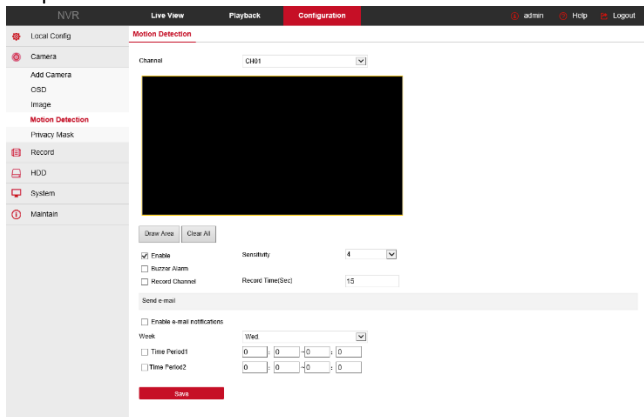 NVR Live View Playback Configuration admin Help Logout
Local Config
Camera
Add Camera
OSD
Image
Motion Detection
Privacy Mask
Record
HDD
System
Maintain
Motion Detection
Channel CH01
Draw Area Clear All
Enable Sensitivity 4
Buzzer Alarm
Record Channel Record Time(Sec) 15
Send e-mail
Enable e-mail notifications
Week Wed.
Time Period1 0 : 0 -0 : 0
Time Period2 0 : 0 -0 : 0
Save